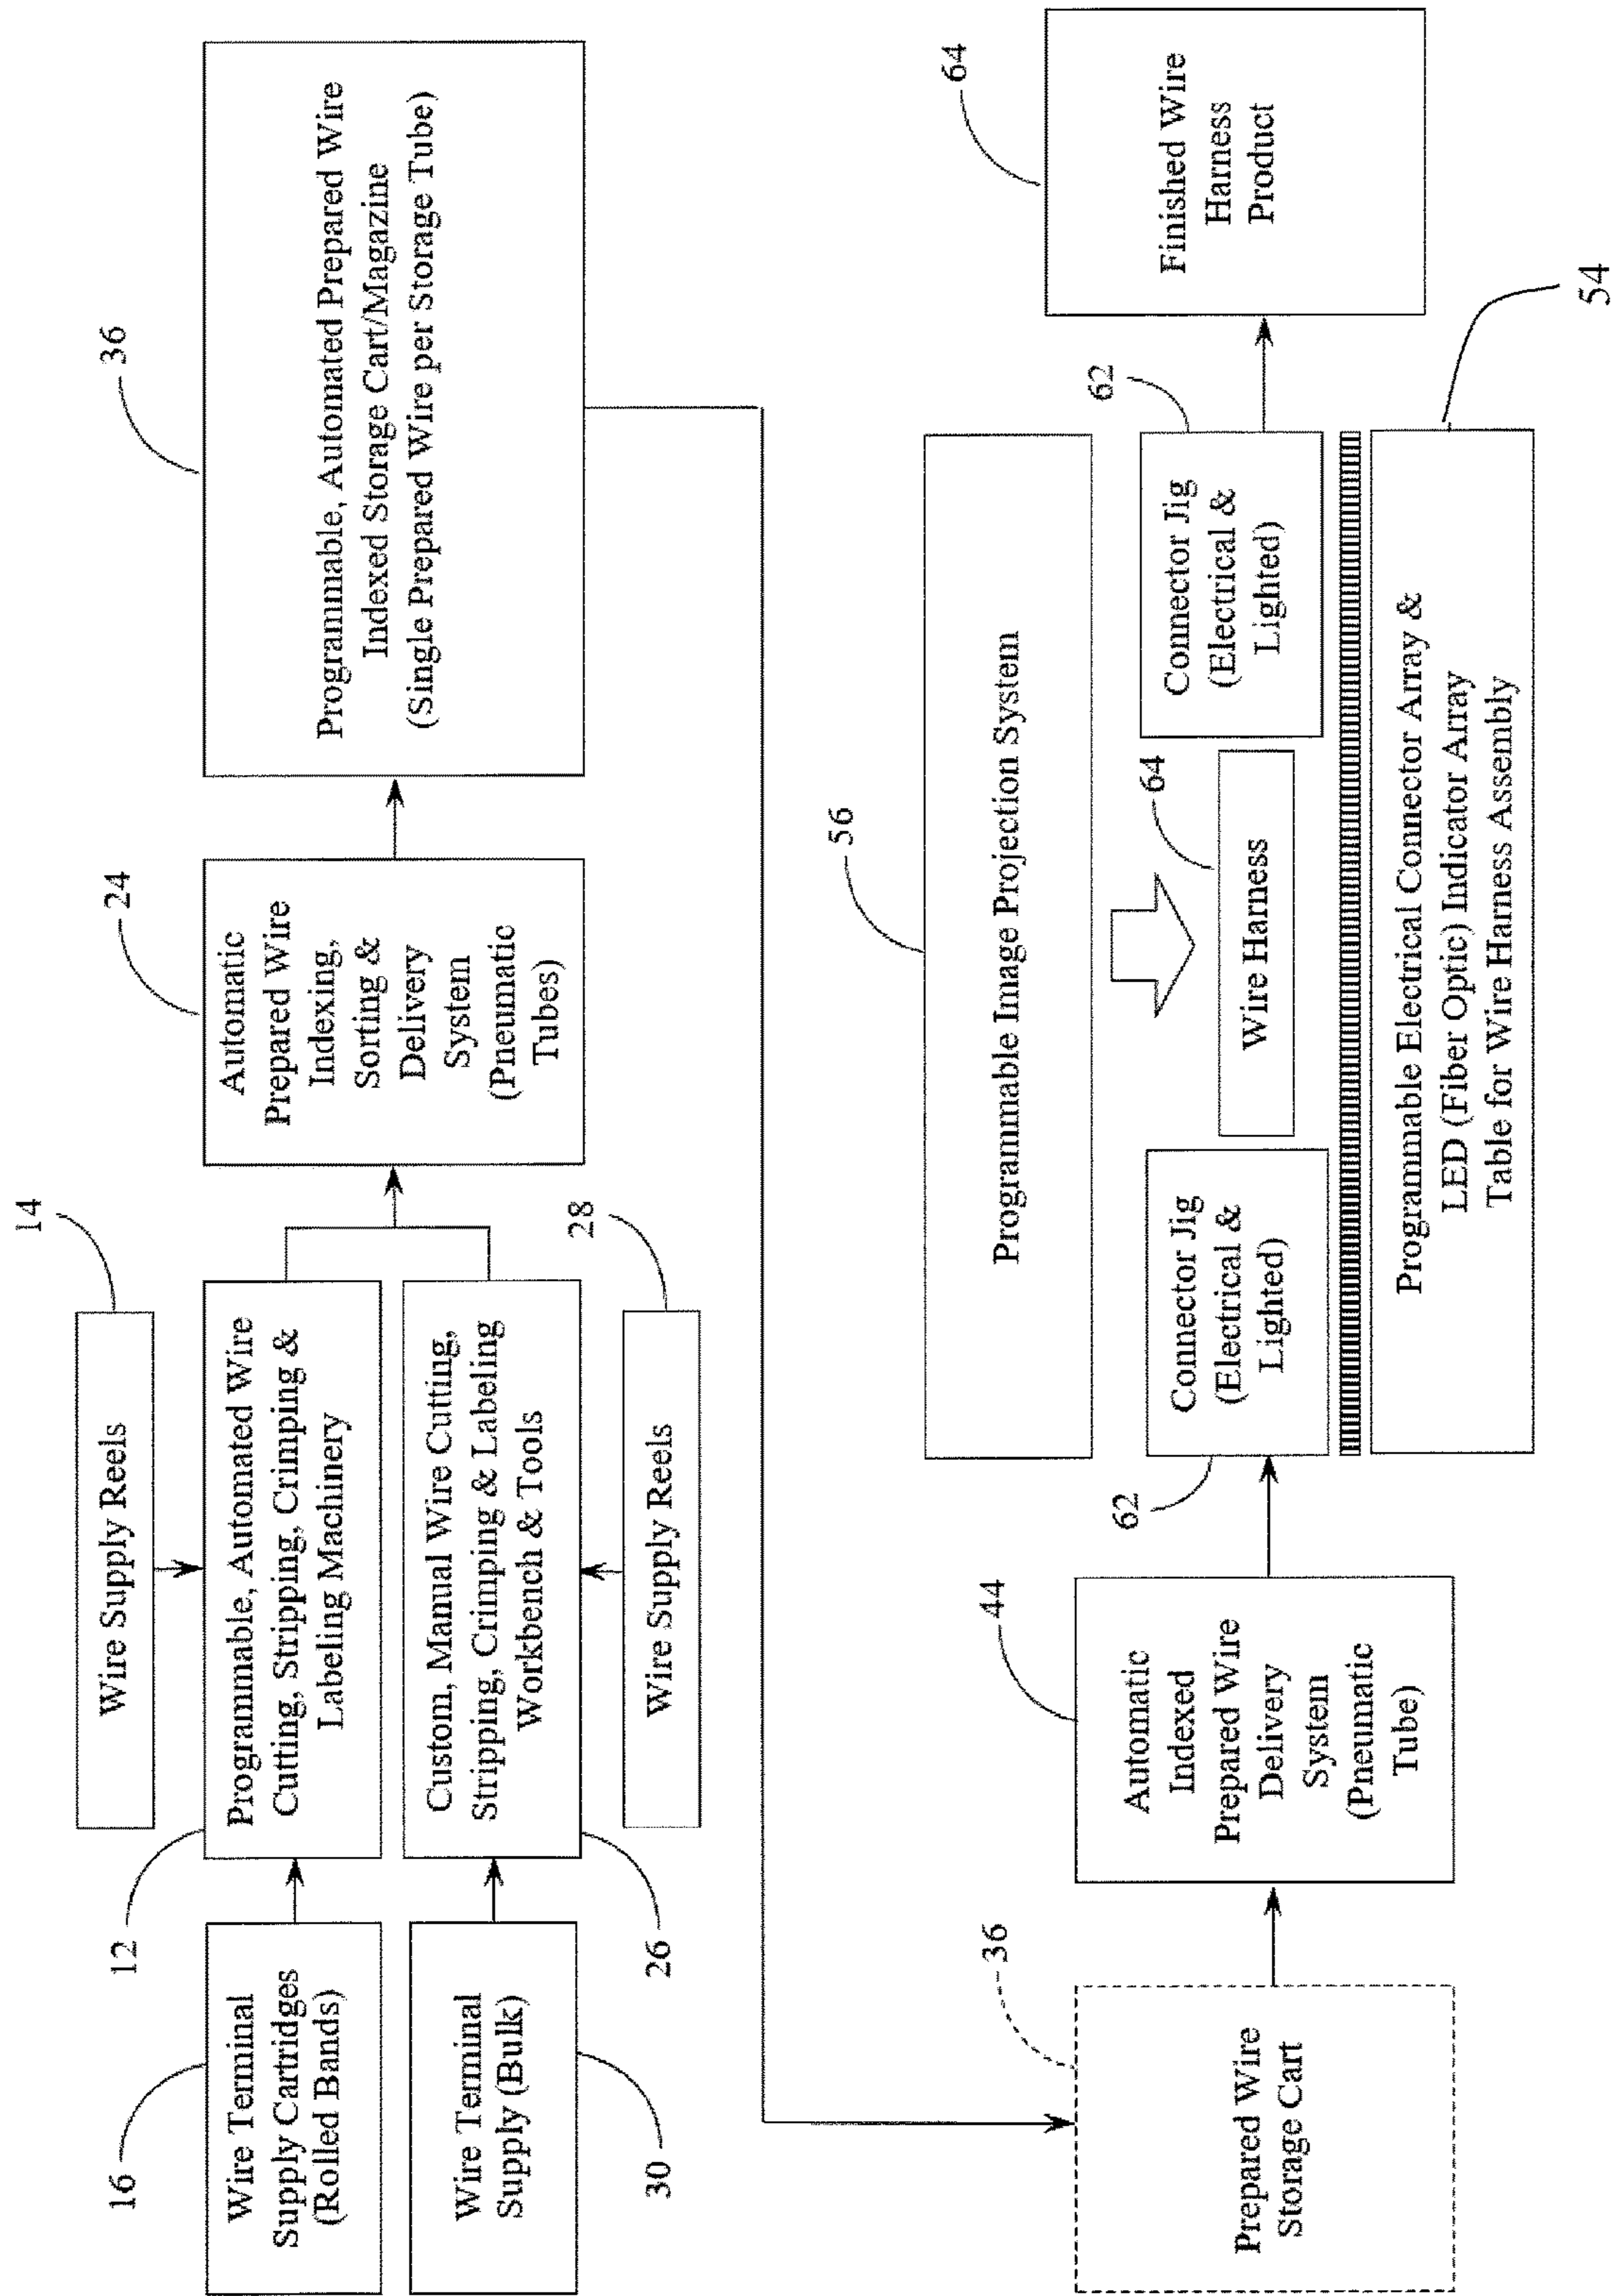 14
Wire Supply Reels
16
Wire Terminal
Supply Cartridges
(Rolled Bands)
12
Programmable, Automated Wire
Cutting, Stripping, Crimping &
Labeling Machinery
24
Automatic
Prepared Wire
Indexing,
Sorting &
Delivery
System
(Pneumatic
Tubes)
36
Programmable, Automated Prepared Wire
Indexed Storage Cart/Magazine
(Single Prepared Wire per Storage Tube)
Wire Terminal
Supply (Bulk)
30
Custom, Manual Wire Cutting,
Stripping, Crimping & Labeling
Workbench & Tools
26
28
Wire Supply Reels
36
Prepared Wire
Storage Cart
44
Automatic
Indexed
Prepared Wire
Delivery
System
(Pneumatic
Tube)
56
Programmable Image Projection System
62
Connector Jig
(Electrical &
Lighted)
64
Wire Harness
62
Connector Jig
(Electrical &
Lighted)
Programmable Electrical Connector Array &
LED (Fiber Optic) Indicator Array
Table for Wire Harness Assembly
54
64
Finished Wire
Harness
Product